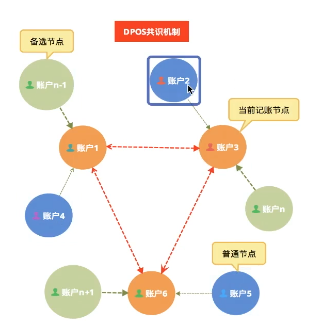 DPOS共识机制
备选节点
账户n-1
账户2
当前记账节点
账户1
账户3
账户4
账户n
普通节点
账户n+1
账户6
账户5